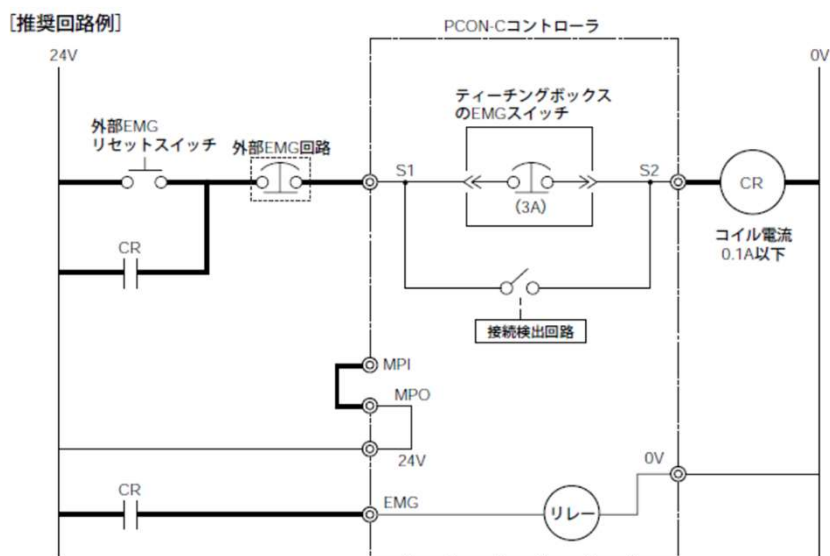 [推奨回路例]
PCON-Cコントローラ
24V
0V
ティーチングボックス
のEMGスイッチ
外部EMG
リセットスイッチ
外部EMG回路
S1
S2
(3A)
CR
コイル電流
0.1A以下
CR
接続検出回路
MPI
MPO
24V
0V
CR
EMG
リレー